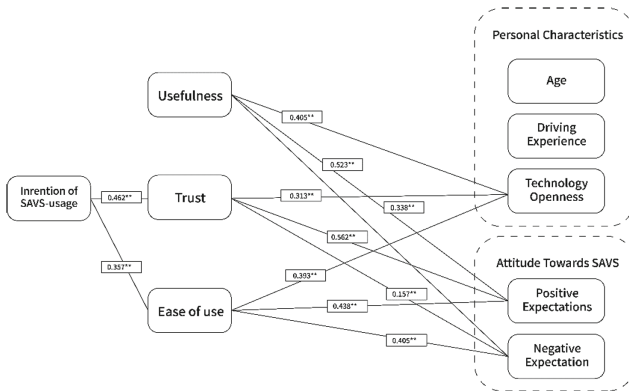 Personal Characteristics
Age
Usefulness
0.405**
Driving
Experience
0.523**
Inrention of
SAVS-usage
0.462**
Trust
0.313**
Technology
Openness
0.338**
0.562**
Attitude Towards SAVS
0.357**
0.393**
0.157**
Positive
Expectations
Ease of use
0.438**
0.405**
Negative
Expectation